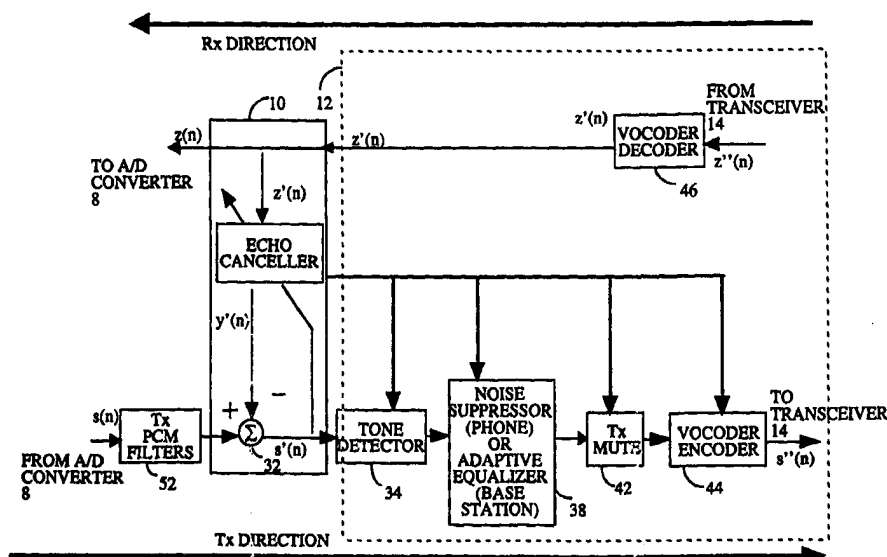 Rx DIRECTION
10
12
z(n)
z'(n)
z'(n)
FROM
TRANSCEIVER
14
VOCODER
DECODER
z''(n)
46
TO A/D
CONVERTER
8
z'(n)
ECHO
CANCELLER
y'(n)
s(n)
Tx
PCM
FILTERS
52
FROM A/D
CONVERTER
8
+
−
Σ
32
s'(n)
TONE
DETECTOR
34
NOISE
SUPPRESSOR
(PHONE)
OR
ADAPTIVE
EQUALIZER
(BASE
STATION)
38
Tx
MUTE
42
VOCODER
ENCODER
44
TO
TRANSCEIVER
14
s''(n)
Tx DIRECTION